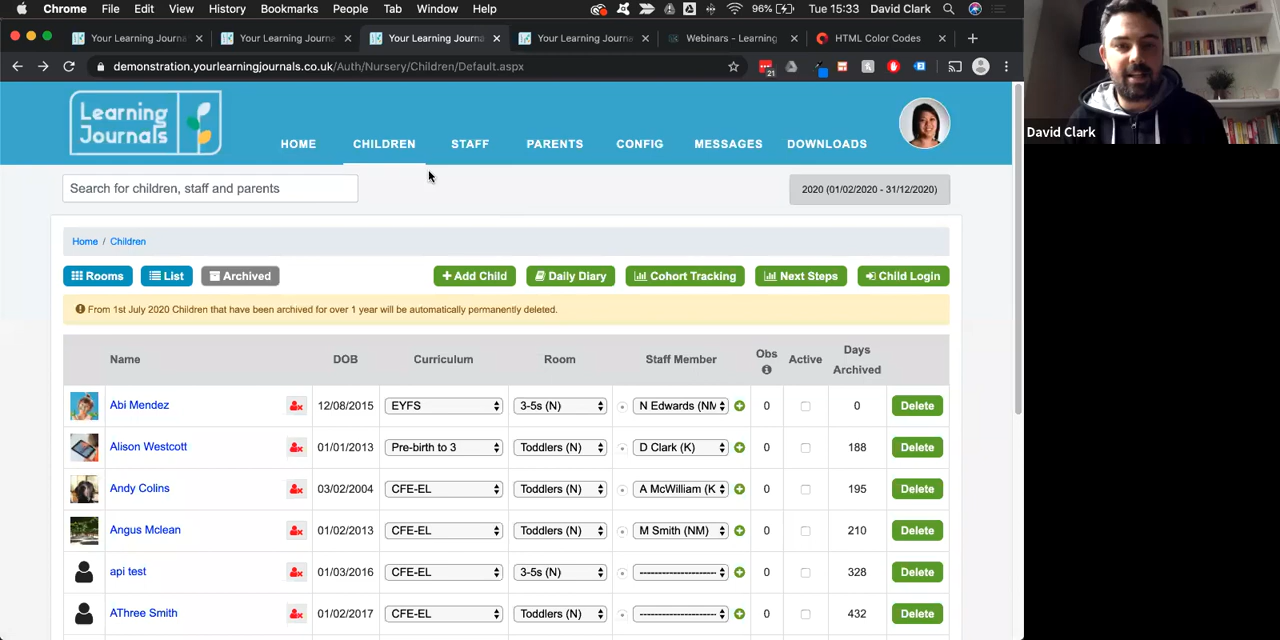 Chrome File Edit View History Bookmarks People Tab Window Help 96% Tue 15:33 David Clark
Your Learning Journa Your Learning Journa Your Learning Journa Your Learning Journa Webinars - Learning HTML Color Codes
demonstration.yourlearningjournals.co.uk/Auth/Nursery/Children/Default.aspx 21
Learning Journals
HOME CHILDREN STAFF PARENTS CONFIG MESSAGES DOWNLOADS
David Clark
Search for children, staff and parents 2020 (01/02/2020 - 31/12/2020)
Home / Children
Rooms List Archived + Add Child Daily Diary Cohort Tracking Next Steps Child Login
From 1st July 2020 Children that have been archived for over 1 year will be automatically permanently deleted.
Name DOB Curriculum Room Staff Member Obs Active Days Archived
Abi Mendez 12/08/2015 EYFS 3-5s (N) N Edwards (NM 0 0 Delete
Alison Westcott 01/01/2013 Pre-birth to 3 Toddlers (N) D Clark (K) 0 188 Delete
Andy Colins 03/02/2004 CFE-EL Toddlers (N) A McWilliam (K 0 195 Delete
Angus Mclean 01/02/2013 CFE-EL Toddlers (N) M Smith (NM) 0 210 Delete
api test 01/03/2016 CFE-EL 3-5s (N) -------------------- 0 328 Delete
AThree Smith 01/02/2017 CFE-EL Toddlers (N) -------------------- 0 432 Delete